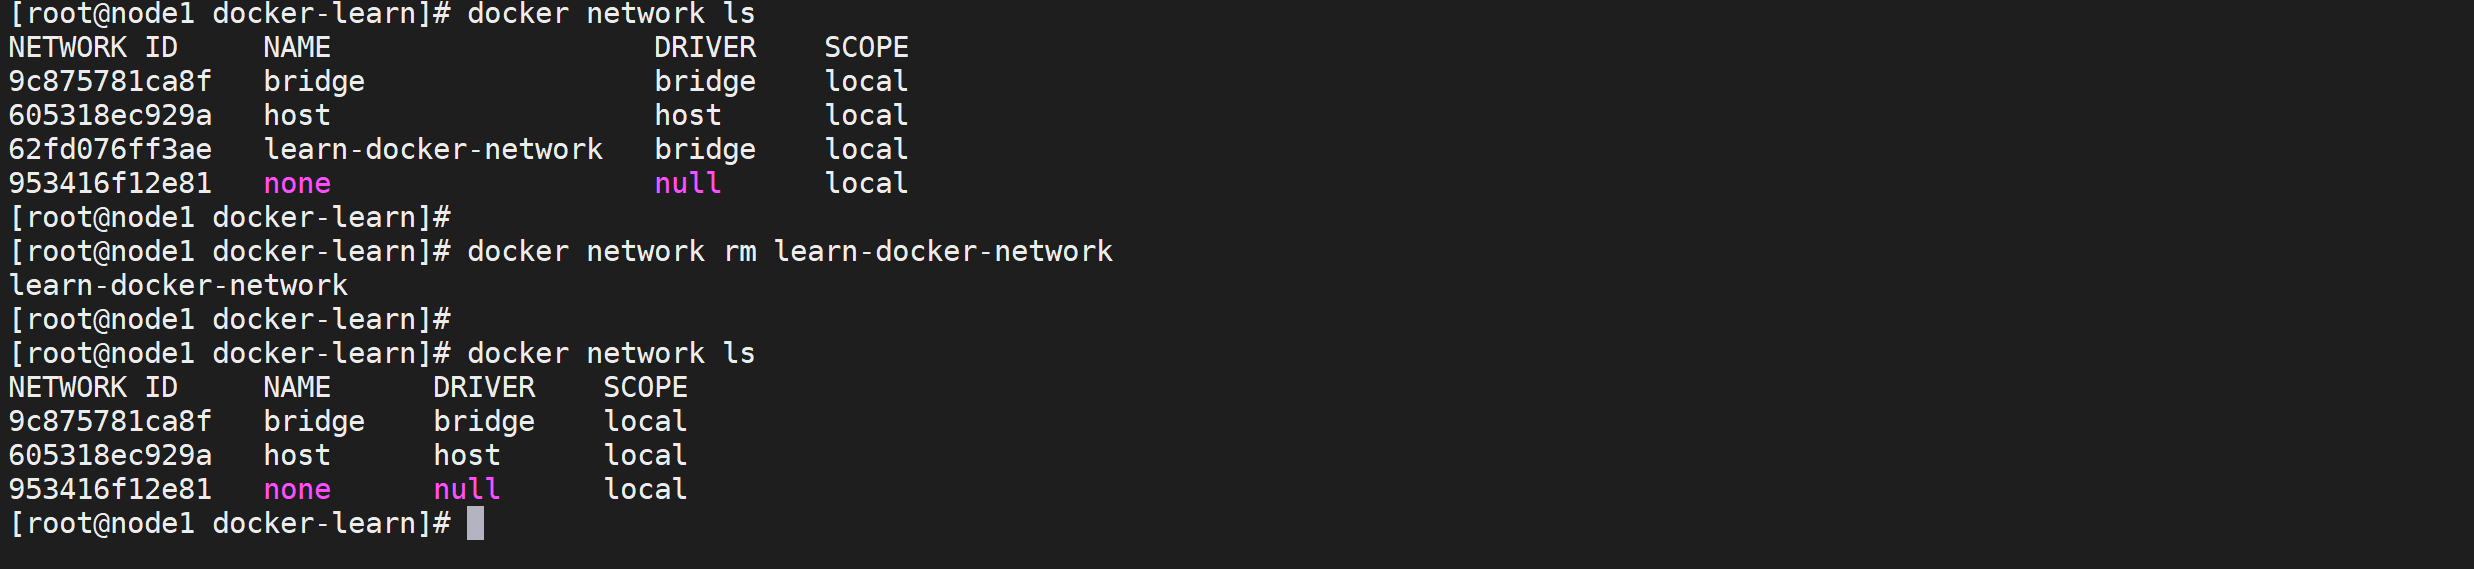 [root@node1 docker-learn]# docker network ls
NETWORK ID     NAME                   DRIVER    SCOPE
9c875781ca8f   bridge                 bridge    local
605318ec929a   host                   host      local
62fd076ff3ae   learn-docker-network   bridge    local
953416f12e81   none                   null      local
[root@node1 docker-learn]#
[root@node1 docker-learn]# docker network rm learn-docker-network
learn-docker-network
[root@node1 docker-learn]#
[root@node1 docker-learn]# docker network ls
NETWORK ID     NAME      DRIVER    SCOPE
9c875781ca8f   bridge    bridge    local
605318ec929a   host      host      local
953416f12e81   none      null      local
[root@node1 docker-learn]#